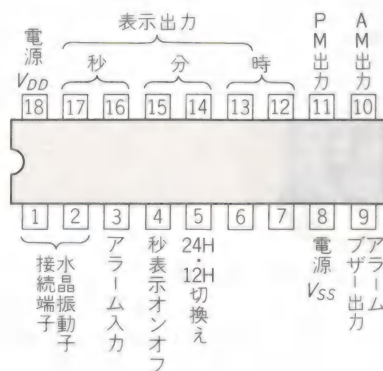 表示出力
電源 VDD
秒
分
時
PM出力
AM出力
18 17 16 15 14 13 12 11 10
1 2 3 4 5 6 7 8 9
水晶振動子
接続端子
アラーム入力
秒表示オンオフ
24H・12H切換え
電源 VSS
アラーム
ブザー出力